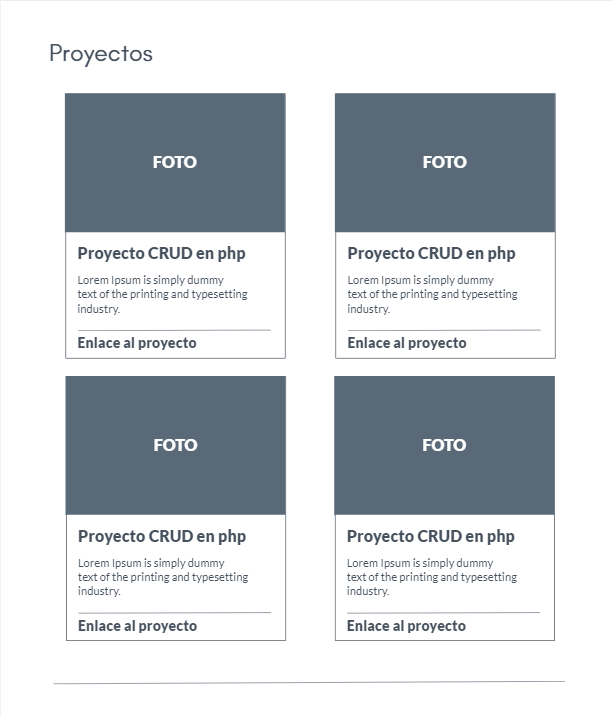 Proyectos
FOTO
Proyecto CRUD en php
Lorem Ipsum is simply dummy
text of the printing and typesetting
industry.
Enlace al proyecto
FOTO
Proyecto CRUD en php
Lorem Ipsum is simply dummy
text of the printing and typesetting
industry.
Enlace al proyecto
FOTO
Proyecto CRUD en php
Lorem Ipsum is simply dummy
text of the printing and typesetting
industry.
Enlace al proyecto
FOTO
Proyecto CRUD en php
Lorem Ipsum is simply dummy
text of the printing and typesetting
industry.
Enlace al proyecto